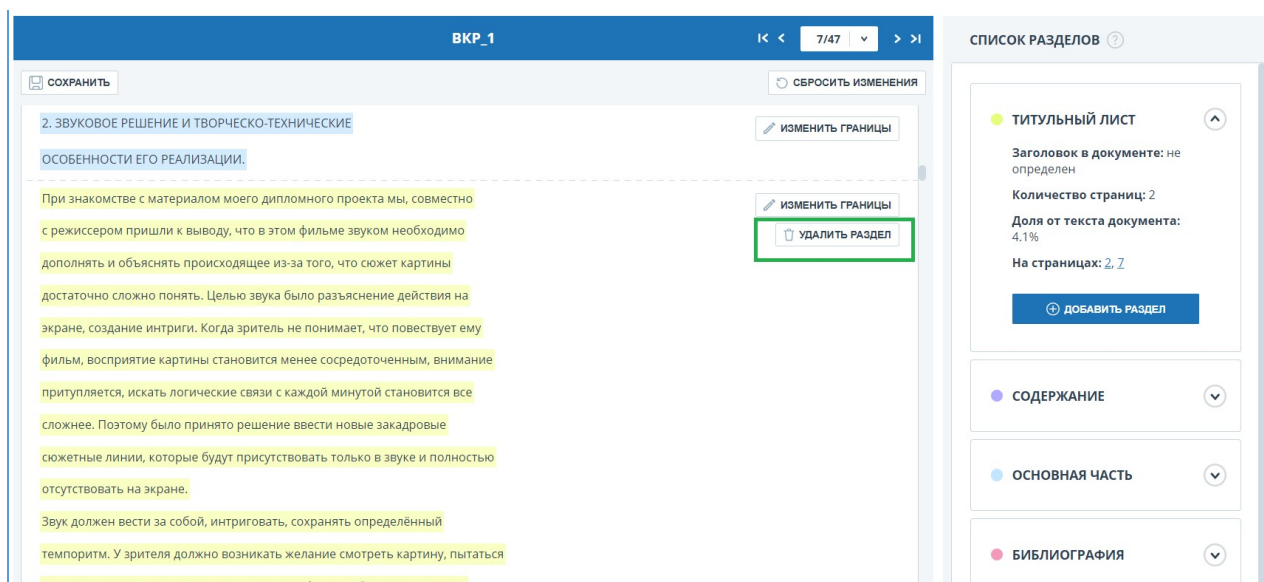 ВКР_1
7/47
СПИСОК РАЗДЕЛОВ ?
СОХРАНИТЬ
СБРОСИТЬ ИЗМЕНЕНИЯ
2. ЗВУКОВОЕ РЕШЕНИЕ И ТВОРЧЕСКО-ТЕХНИЧЕСКИЕ
ИЗМЕНИТЬ ГРАНИЦЫ
ОСОБЕННОСТИ ЕГО РЕАЛИЗАЦИИ.
При знакомстве с материалом моего дипломного проекта мы, совместно
ИЗМЕНИТЬ ГРАНИЦЫ
с режиссером пришли к выводу, что в этом фильме звуком необходимо
УДАЛИТЬ РАЗДЕЛ
дополнять и объяснять происходящее из-за того, что сюжет картины
достаточно сложно понять. Целью звука было разъяснение действия на
экране, создание интриги. Когда зритель не понимает, что повествует ему
фильм, восприятие картины становится менее сосредоточенным, внимание
притупляется, искать логические связи с каждой минутой становится все
сложнее. Поэтому было принято решение ввести новые закадровые
сюжетные линии, которые будут присутствовать только в звуке и полностью
отсутствовать на экране.
Звук должен вести за собой, интриговать, сохранять определённый
темпоритм. У зрителя должно возникать желание смотреть картину, пытаться
ТИТУЛЬНЫЙ ЛИСТ
Заголовок в документе: не
определен
Количество страниц: 2
Доля от текста документа:
4.1%
На страницах: 2, 7
ДОБАВИТЬ РАЗДЕЛ
СОДЕРЖАНИЕ
ОСНОВНАЯ ЧАСТЬ
БИБЛИОГРАФИЯ